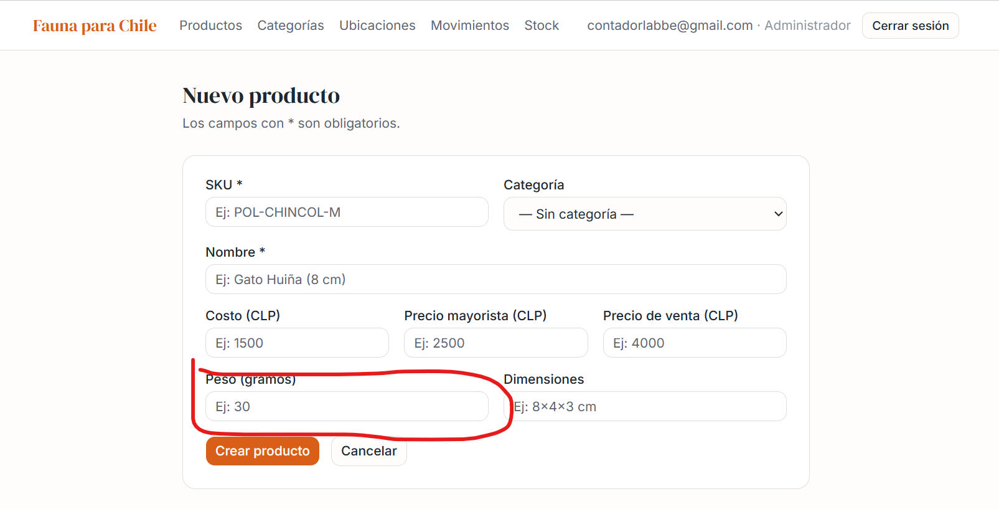 Fauna para Chile Productos Categorías Ubicaciones Movimientos Stock contadorlabbe@gmail.com · Administrador Cerrar sesión
Nuevo producto
Los campos con * son obligatorios.
SKU * Categoría
Ej: POL-CHINCOL-M — Sin categoría —
Nombre *
Ej: Gato Huiña (8 cm)
Costo (CLP) Precio mayorista (CLP) Precio de venta (CLP)
Ej: 1500 Ej: 2500 Ej: 4000
Peso (gramos) Dimensiones
Ej: 30 Ej: 8×4×3 cm
Crear producto Cancelar